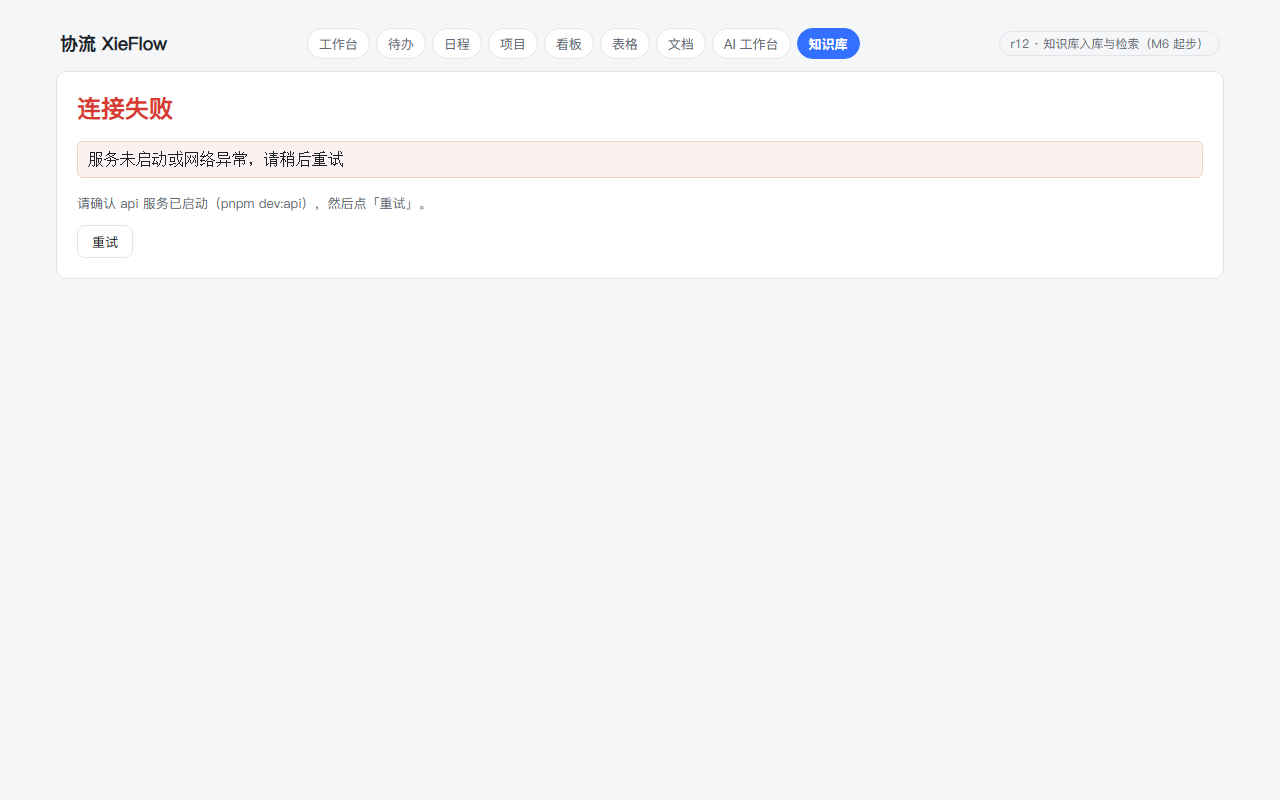 协流 XieFlow
工作台 待办 日程 项目 看板 表格 文档 AI 工作台 知识库
r12 · 知识库入库与检索（M6 起步）
连接失败
服务未启动或网络异常，请稍后重试
请确认 api 服务已启动（pnpm dev:api），然后点「重试」。
重试